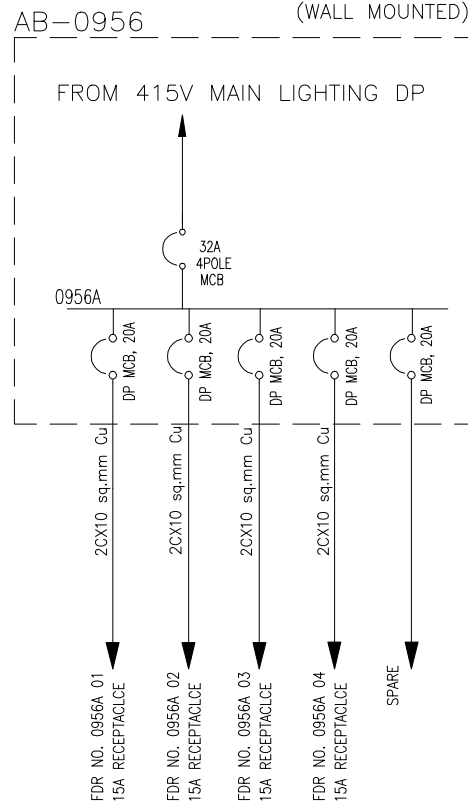 AB-0956
(WALL MOUNTED)
FROM 415V MAIN LIGHTING DP
32A
4POLE
MCB
0956A
DP MCB, 20A
DP MCB, 20A
DP MCB, 20A
DP MCB, 20A
DP MCB, 20A
2CX10 sq.mm Cu
2CX10 sq.mm Cu
2CX10 sq.mm Cu
2CX10 sq.mm Cu
FDR NO. 0956A 01
15A RECEPTACLCE
FDR NO. 0956A 02
15A RECEPTACLCE
FDR NO. 0956A 03
15A RECEPTACLCE
FDR NO. 0956A 04
15A RECEPTACLCE
SPARE